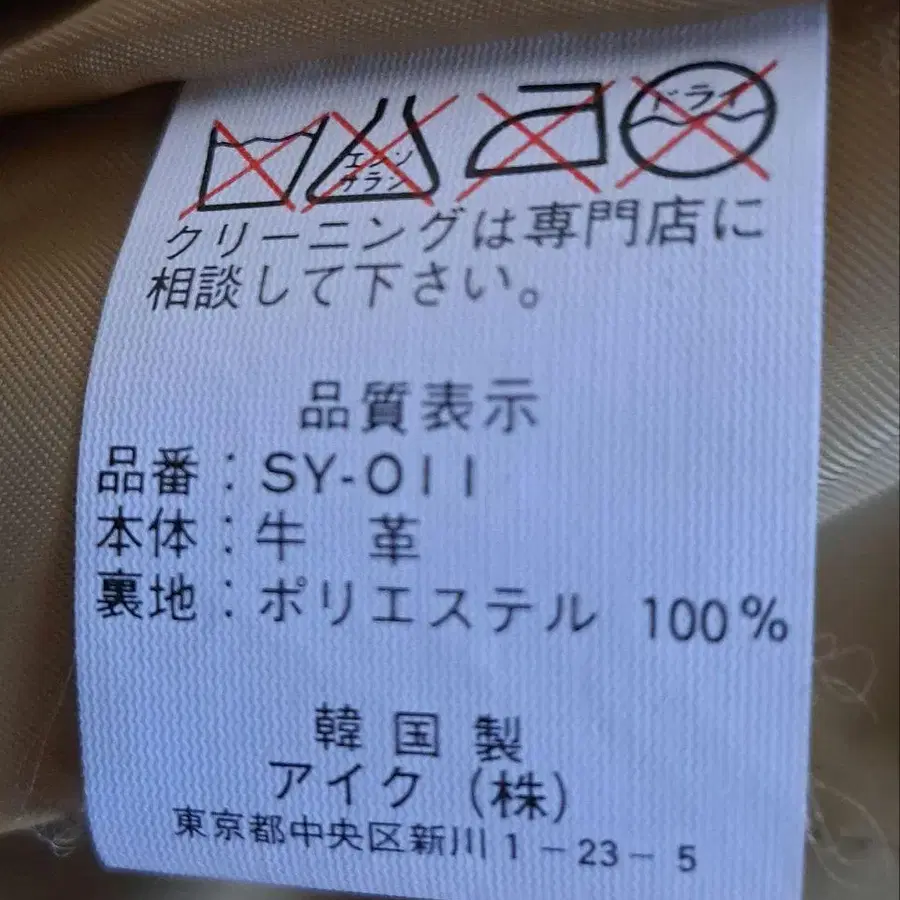 エンソ
サラシ
ドライ
クリーニングは専門店に
相談して下さい。
品質表示
品番：SY-011
本体：牛 革
裏地：ポリエステル 100%
韓国製
アイク（株）
東京都中央区新川1－23－5